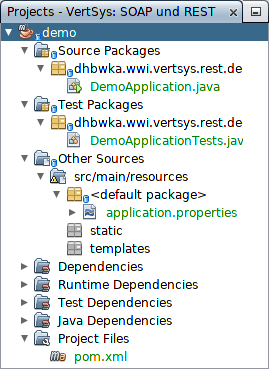 Projects - VertSys: SOAP und REST
demo
Source Packages
dhbwka.wwi.vertsys.rest.de
DemoApplication.java
Test Packages
dhbwka.wwi.vertsys.rest.de
DemoApplicationTests.jav
Other Sources
src/main/resources
<default package>
application.properties
static
templates
Dependencies
Runtime Dependencies
Test Dependencies
Java Dependencies
Project Files
pom.xml